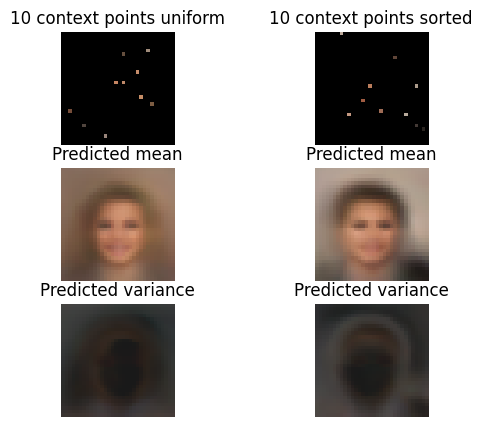 10 context points uniform
10 context points sorted
Predicted mean
Predicted mean
Predicted variance
Predicted variance